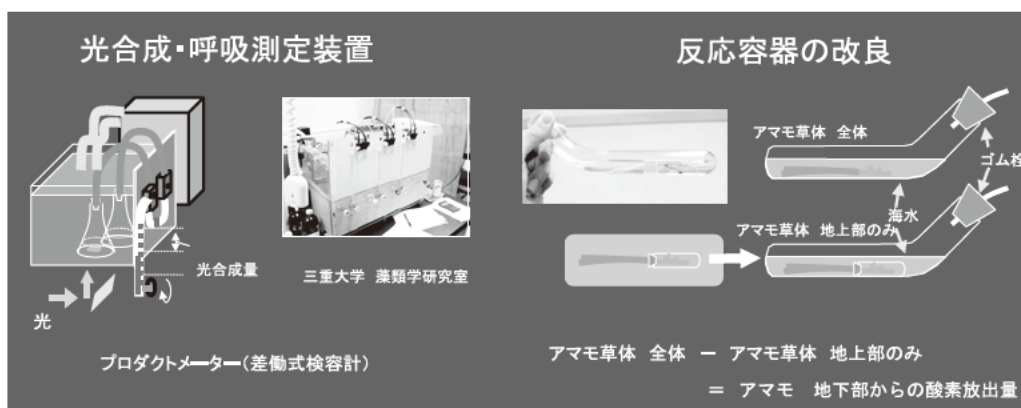 光合成・呼吸測定装置
光合成量
光
三重大学 藻類学研究室
プロダクトメーター(差働式検容計)
反応容器の改良
アマモ草体 全体
ゴム栓
海水
アマモ草体 地上部のみ
アマモ草体 全体 － アマモ草体 地上部のみ
＝ アマモ 地下部からの酸素放出量